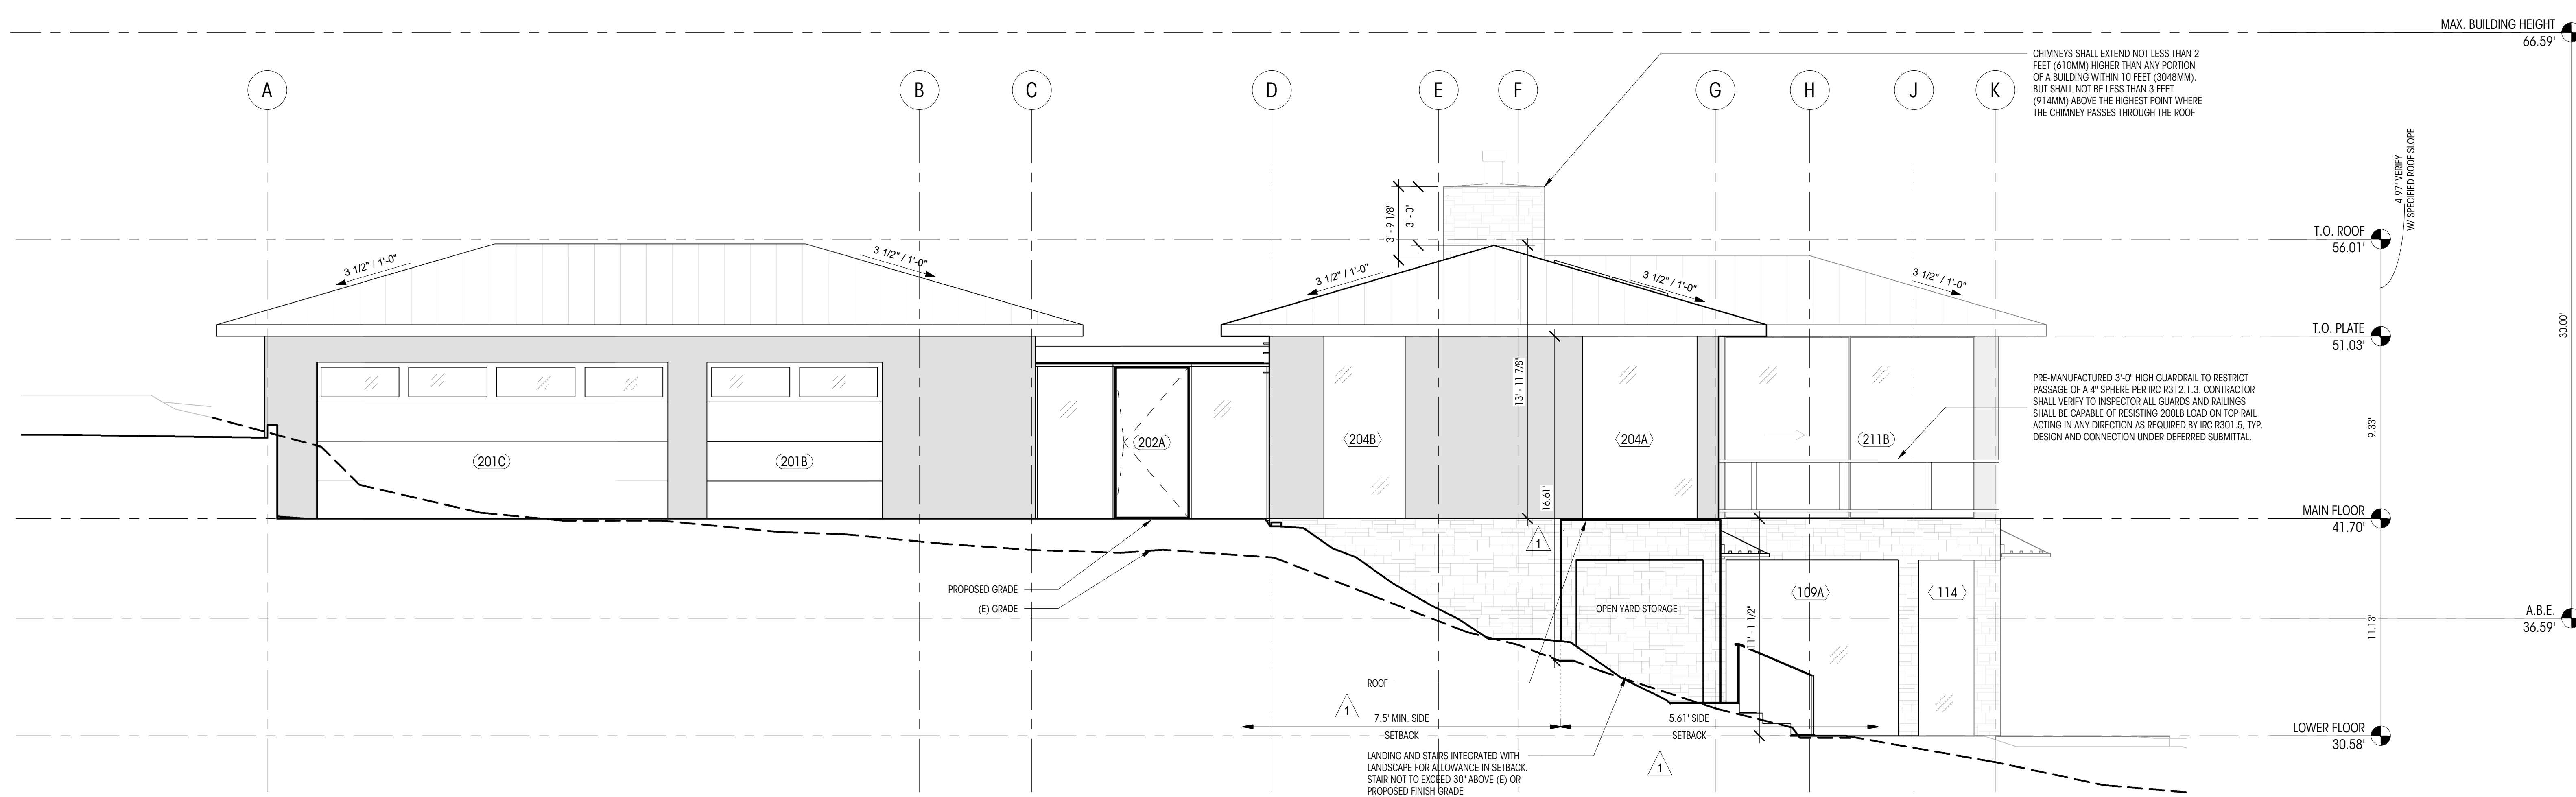 MAX. BUILDING HEIGHT
66.59'
CHIMNEYS SHALL EXTEND NOT LESS THAN 2
FEET (610MM) HIGHER THAN ANY PORTION
OF A BUILDING WITHIN 10 FEET (3048MM),
BUT SHALL NOT BE LESS THAN 3 FEET
(914MM) ABOVE THE HIGHEST POINT WHERE
THE CHIMNEY PASSES THROUGH THE ROOF
A
B
C
D
E
F
G
H
J
K
4.97' VERIFY
W/ SPECIFIED ROOF SLOPE
3' - 9 1/8"
3' - 0"
T.O. ROOF
56.01'
3 1/2" / 1'-0"
3 1/2" / 1'-0"
3 1/2" / 1'-0"
3 1/2" / 1'-0"
3 1/2" / 1'-0"
T.O. PLATE
51.03'
30.00'
13' - 11 7/8"
PRE-MANUFACTURED 3'-0" HIGH GUARDRAIL TO RESTRICT
PASSAGE OF A 4" SPHERE PER IRC R312.1.3. CONTRACTOR
SHALL VERIFY TO INSPECTOR ALL GUARDS AND RAILINGS
SHALL BE CAPABLE OF RESISTING 200LB LOAD ON TOP RAIL
ACTING IN ANY DIRECTION AS REQUIRED BY IRC R301.5, TYP.
DESIGN AND CONNECTION UNDER DEFERRED SUBMITTAL.
9.33'
201C
201B
202A
204B
204A
211B
16.61'
MAIN FLOOR
41.70'
1
PROPOSED GRADE
(E) GRADE
OPEN YARD STORAGE
109A
114
11' - 1 1/2"
11.13'
A.B.E.
36.59'
ROOF
1
7.5' MIN. SIDE
SETBACK
5.61' SIDE
SETBACK
LOWER FLOOR
30.58'
LANDING AND STAIRS INTEGRATED WITH
LANDSCAPE FOR ALLOWANCE IN SETBACK.
STAIR NOT TO EXCEED 30" ABOVE (E) OR
PROPOSED FINISH GRADE
1